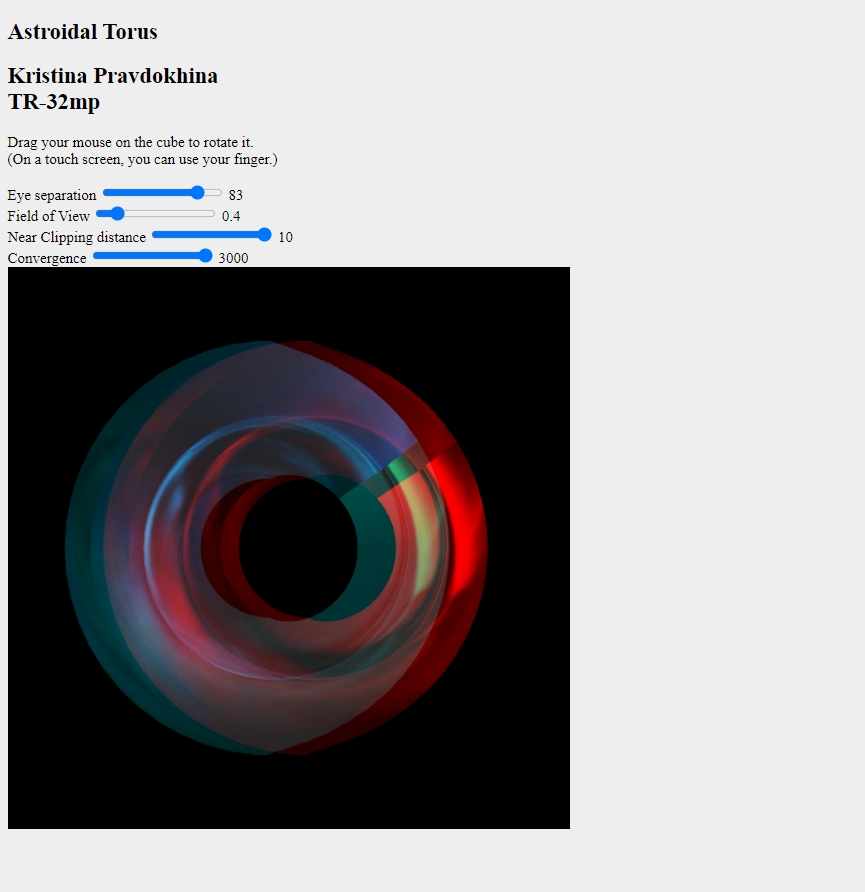 Astroidal Torus
Kristina Pravdokhina
TR-32mp
Drag your mouse on the cube to rotate it.
(On a touch screen, you can use your finger.)
Eye separation 83
Field of View 0.4
Near Clipping distance 10
Convergence 3000